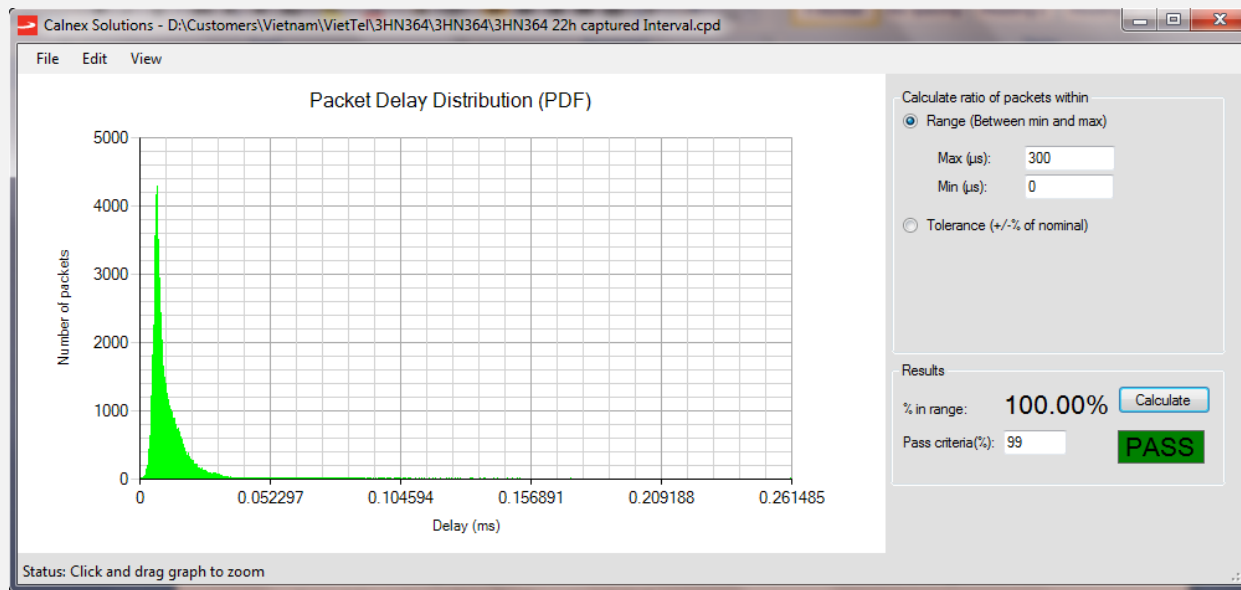 Calnex Solutions - D:\Customers\Vietnam\VietTel\3HN364\3HN364\3HN364 22h captured Interval.cpd
File Edit View
Packet Delay Distribution (PDF)
5000
4000
3000
2000
1000
0
Number of packets
0 0.052297 0.104594 0.156891 0.209188 0.261485
Delay (ms)
Calculate ratio of packets within
Range (Between min and max)
Max (µs): 300
Min (µs): 0
Tolerance (+/-% of nominal)
Results
% in range: 100.00% Calculate
Pass criteria(%): 99 PASS
Status: Click and drag graph to zoom